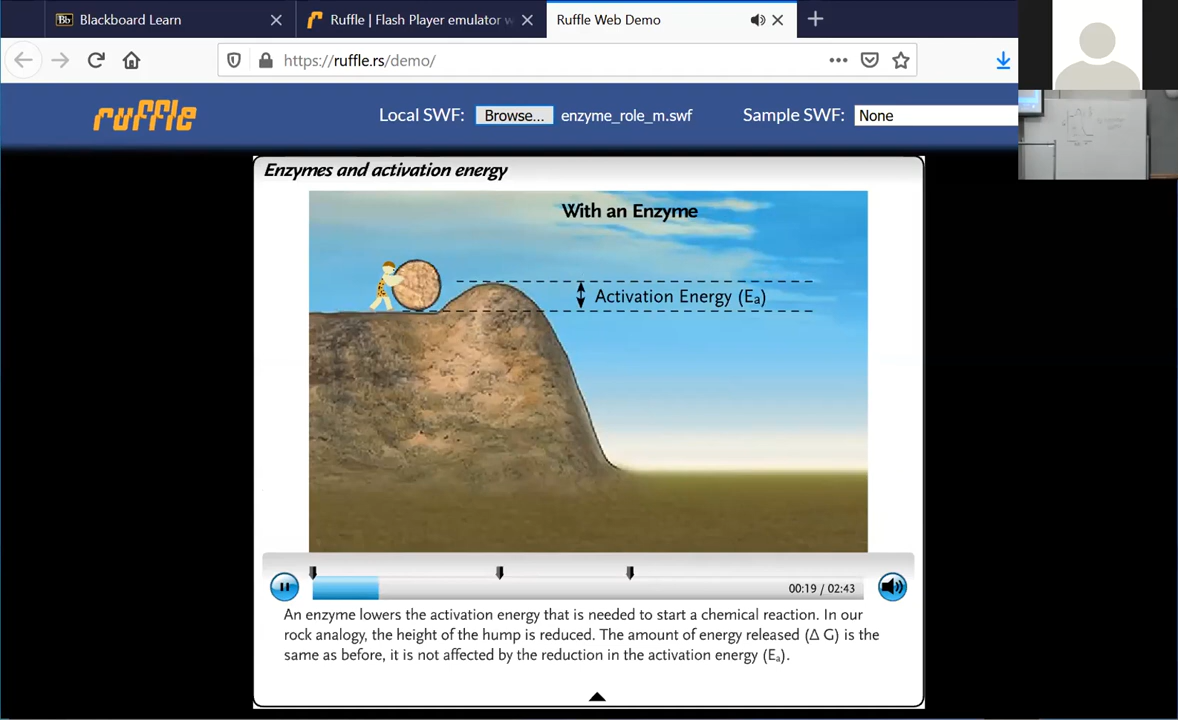 Bb Blackboard Learn
Ruffle | Flash Player emulator w
Ruffle Web Demo
https://ruffle.rs/demo/
ruffle
Local SWF: Browse... enzyme_role_m.swf Sample SWF: None
Enzymes and activation energy
With an Enzyme
Activation Energy (Ea)
00:19 / 02:43
An enzyme lowers the activation energy that is needed to start a chemical reaction. In our
rock analogy, the height of the hump is reduced. The amount of energy released (Δ G) is the
same as before, it is not affected by the reduction in the activation energy (Ea).